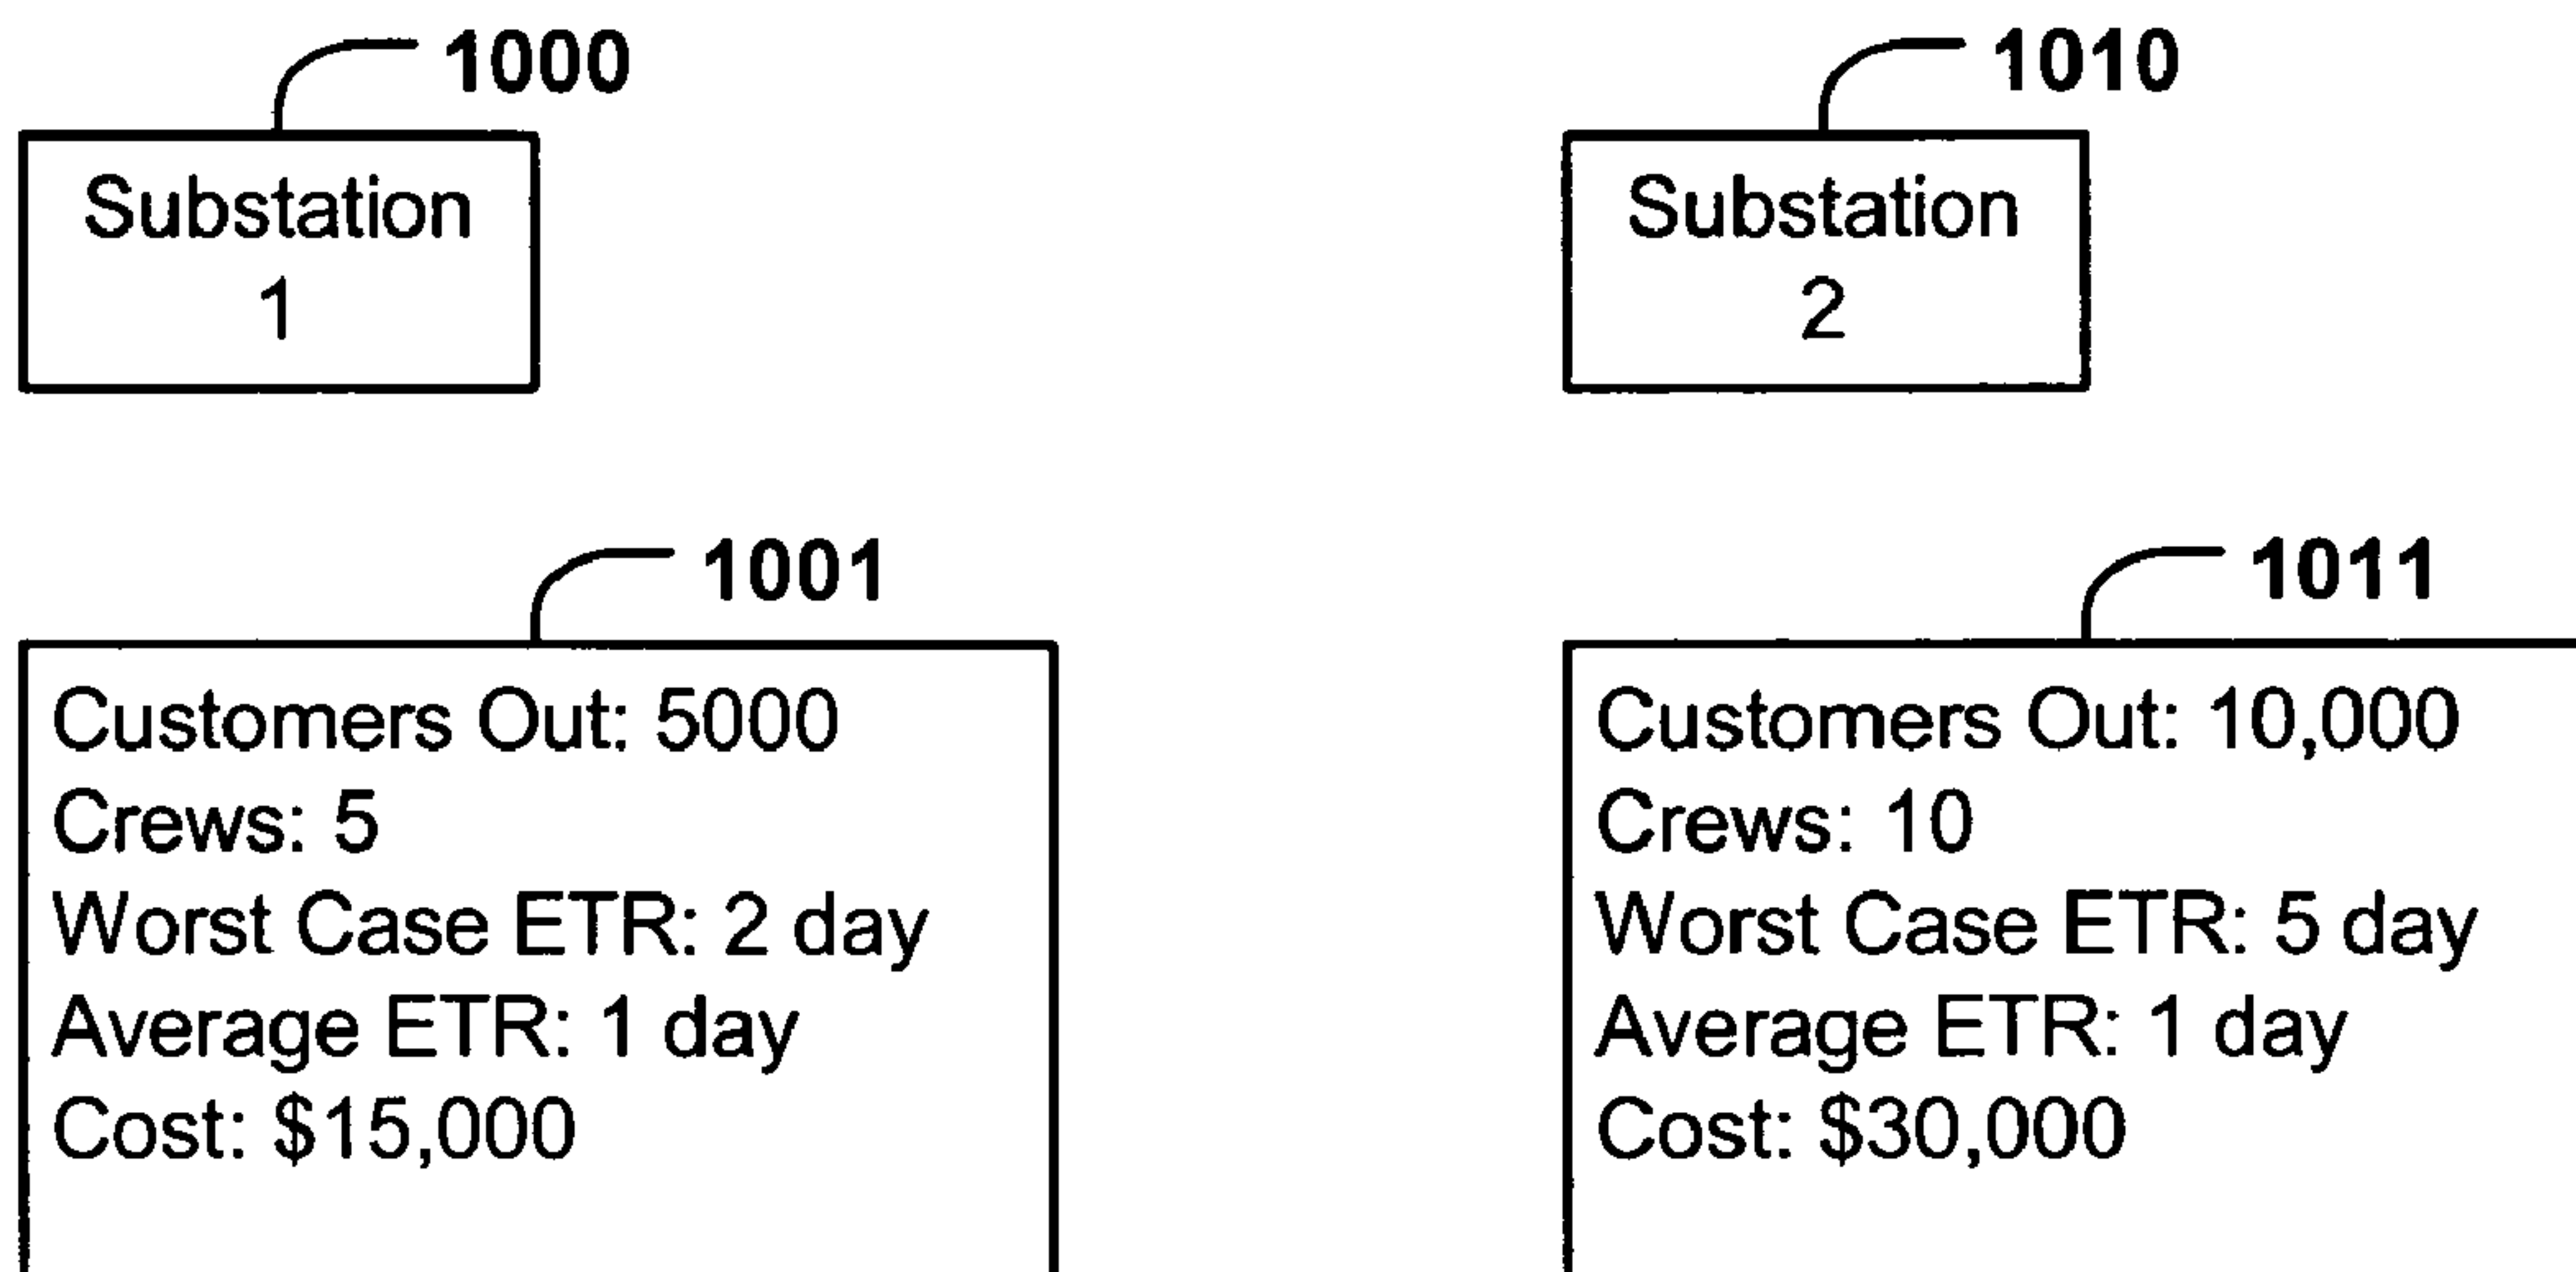 1000
Substation
1
1010
Substation
2
1001
Customers Out: 5000
Crews: 5
Worst Case ETR: 2 day
Average ETR: 1 day
Cost: $15,000
1011
Customers Out: 10,000
Crews: 10
Worst Case ETR: 5 day
Average ETR: 1 day
Cost: $30,000